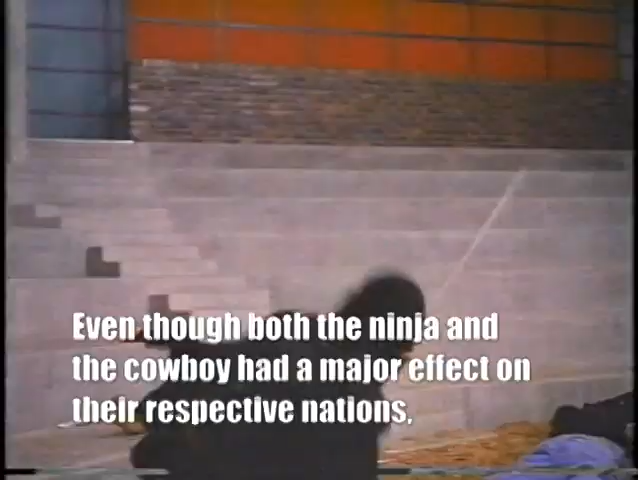 Even though both the ninja and
the cowboy had a major effect on
their respective nations,